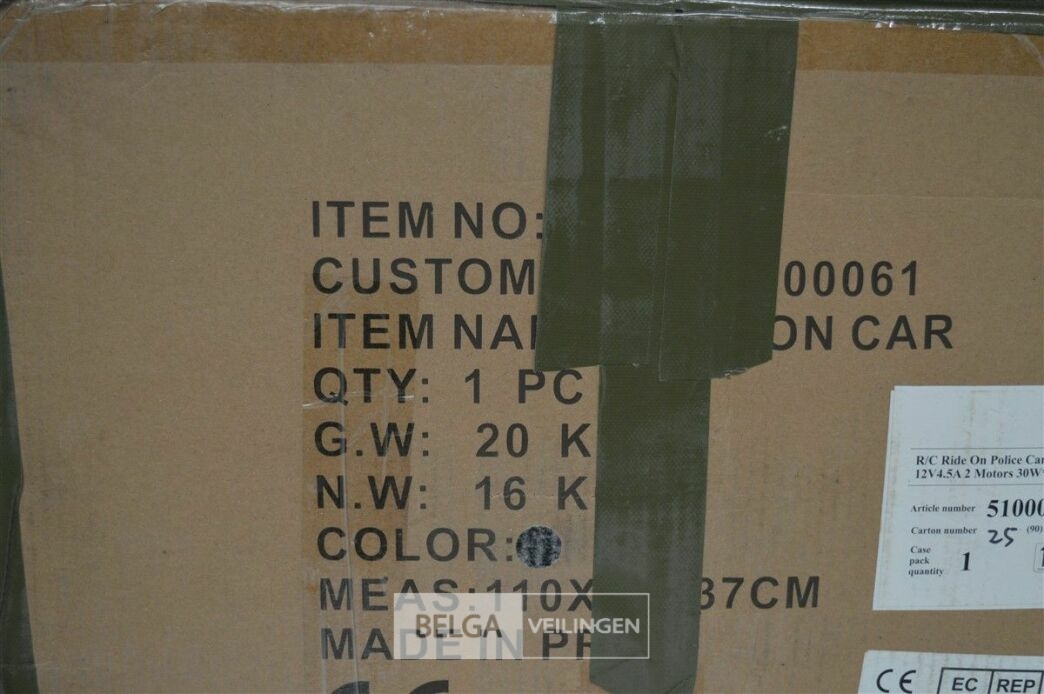 ITEM NO:
CUSTOM 00061
ITEM NA ON CAR
QTY: 1 PC
G.W: 20 K
N.W: 16 K
COLOR:
MEAS:110X 37CM
MADE IN PR
R/C Ride On Police Car
12V4.5A 2 Motors 30W
Article number 51000
Carton number 25 (90)
Case
pack
quantity 1
CE EC REP
BELGA VEILINGEN